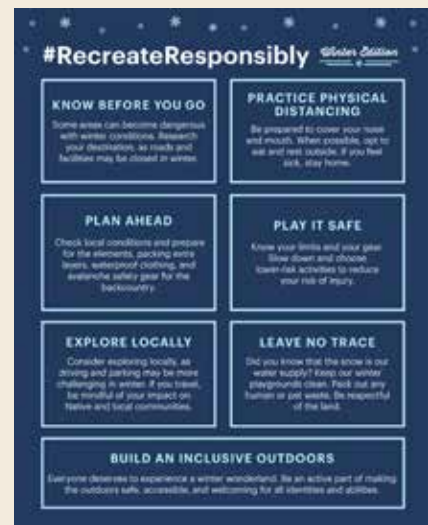 #RecreateResponsibly Winter Edition
KNOW BEFORE YOU GO
Some areas can become dangerous
with winter conditions. Research
your destination, as roads and
facilities may be closed in winter.
PRACTICE PHYSICAL
DISTANCING
Be prepared to cover your nose
and mouth. When possible, opt to
eat and rest outside. If you feel
sick, stay home.
PLAN AHEAD
Check local conditions and prepare
for the elements, packing extra
layers, waterproof clothing, and
avalanche safety gear for the
backcountry.
PLAY IT SAFE
Know your limits and your gear.
Slow down and choose
lower-risk activities to reduce
your risk of injury.
EXPLORE LOCALLY
Consider exploring locally, as
driving and parking may be more
challenging in winter. If you travel,
be mindful of your impact on
Native and local communities.
LEAVE NO TRACE
Did you know that the snow is our
water supply? Keep our winter
playgrounds clean. Pack out any
human or pet waste. Be respectful
of the land.
BUILD AN INCLUSIVE OUTDOORS
Everyone deserves to experience a winter wonderland. Be an active part of making
the outdoors safe, accessible, and welcoming for all identities and abilities.